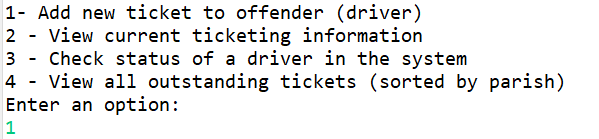 1- Add new ticket to offender (driver)
2 - View current ticketing information
3 - Check status of a driver in the system
4 - View all outstanding tickets (sorted by parish)
Enter an option:
1